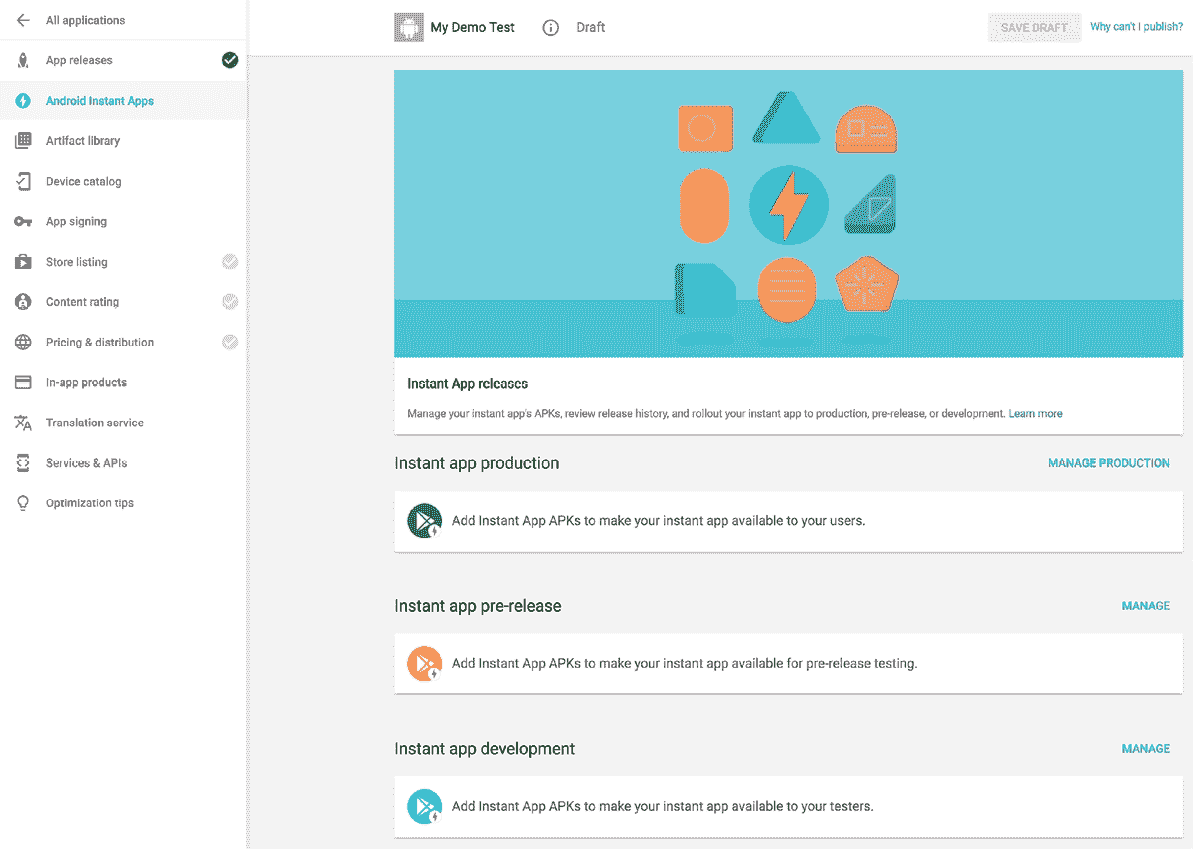 All applications
App releases
Android Instant Apps
Artifact library
Device catalog
App signing
Store listing
Content rating
Pricing & distribution
In-app products
Translation service
Services & APIs
Optimization tips
My Demo Test
Draft
SAVE DRAFT
Why can't I publish?
Instant App releases
Manage your instant app's APKs, review release history, and rollout your instant app to production, pre-release, or development. Learn more
Instant app production
MANAGE PRODUCTION
Add Instant App APKs to make your instant app available to your users.
Instant app pre-release
MANAGE
Add Instant App APKs to make your instant app available for pre-release testing.
Instant app development
MANAGE
Add Instant App APKs to make your instant app available to your testers.